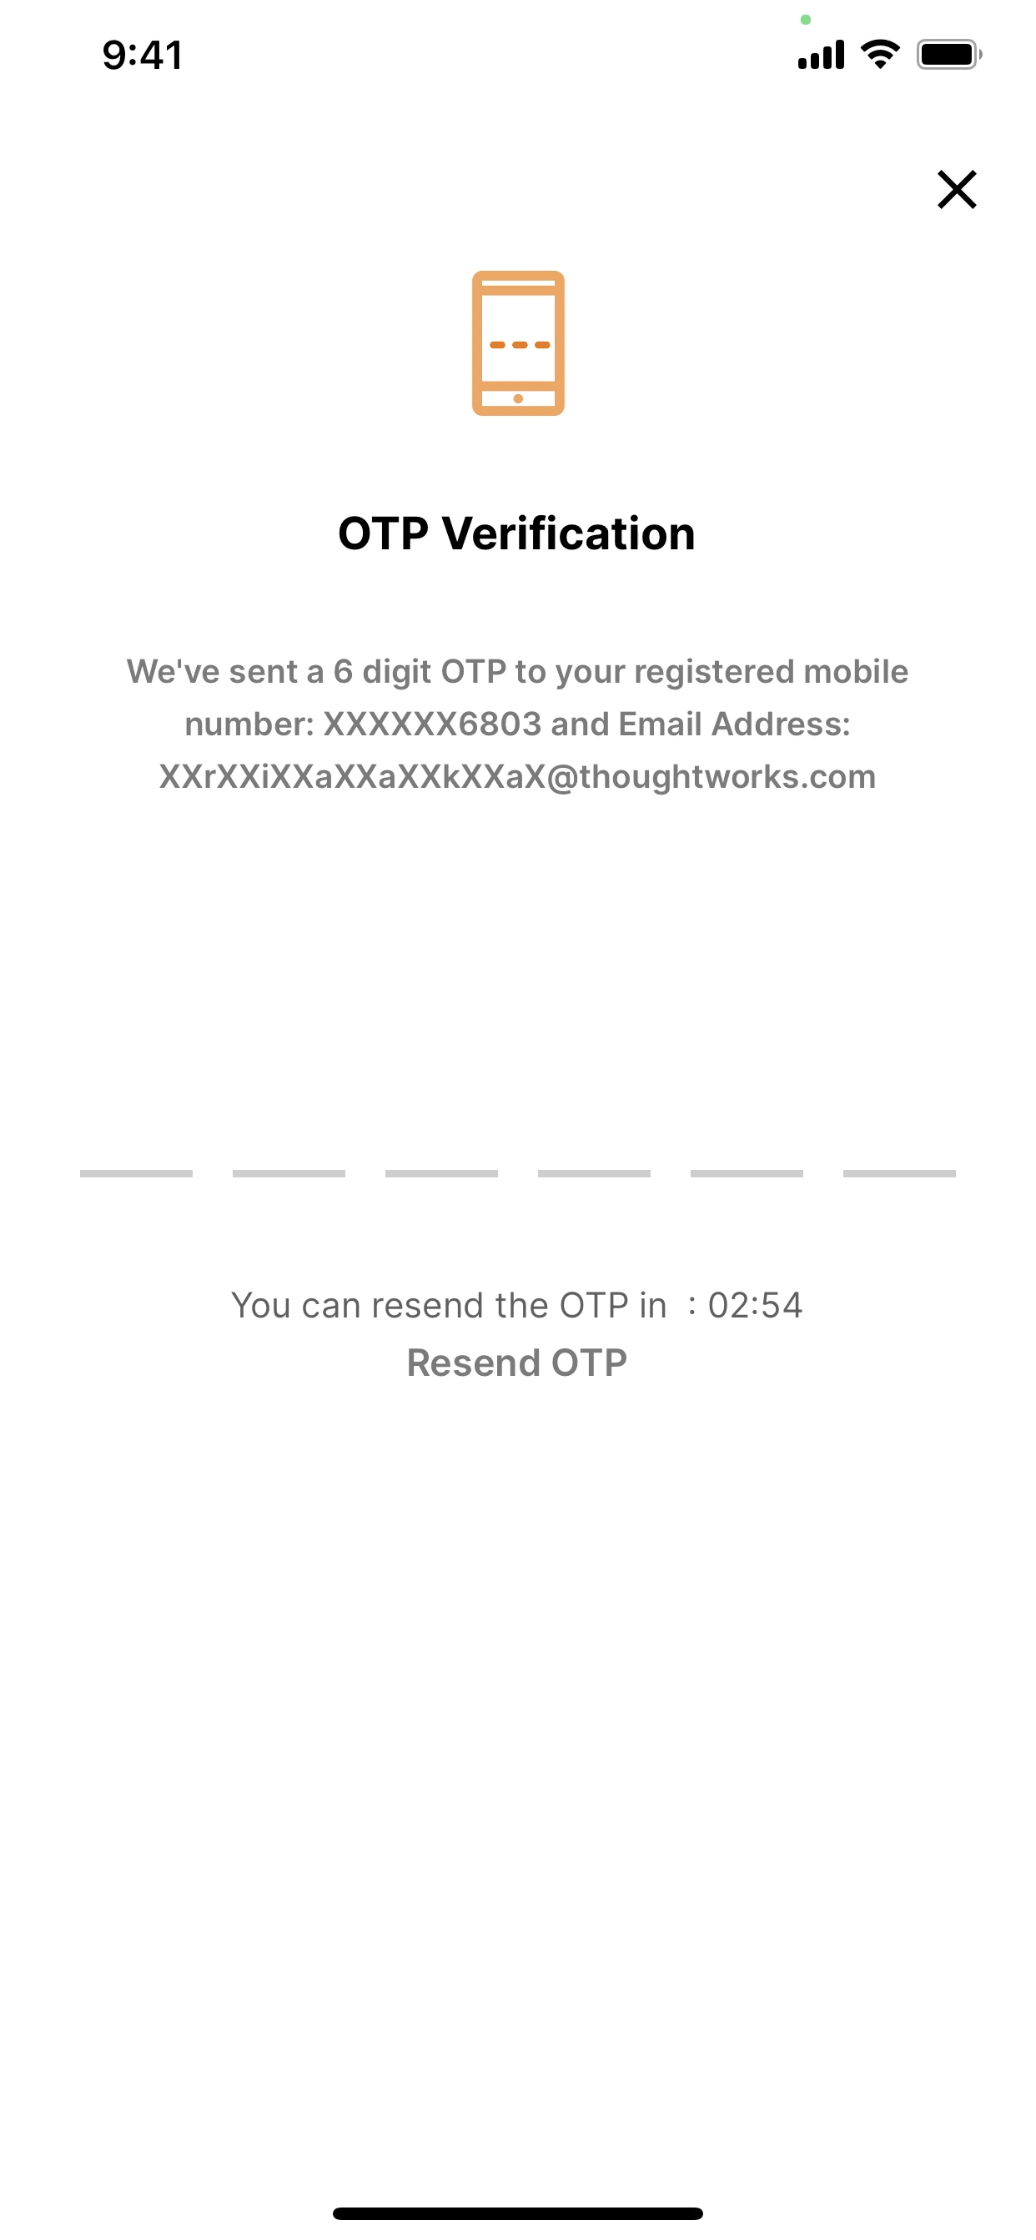 9:41
OTP Verification
We've sent a 6 digit OTP to your registered mobile
number: XXXXXX6803 and Email Address:
XXrXXiXXaXXaXXkXXaX@thoughtworks.com
You can resend the OTP in : 02:54
Resend OTP